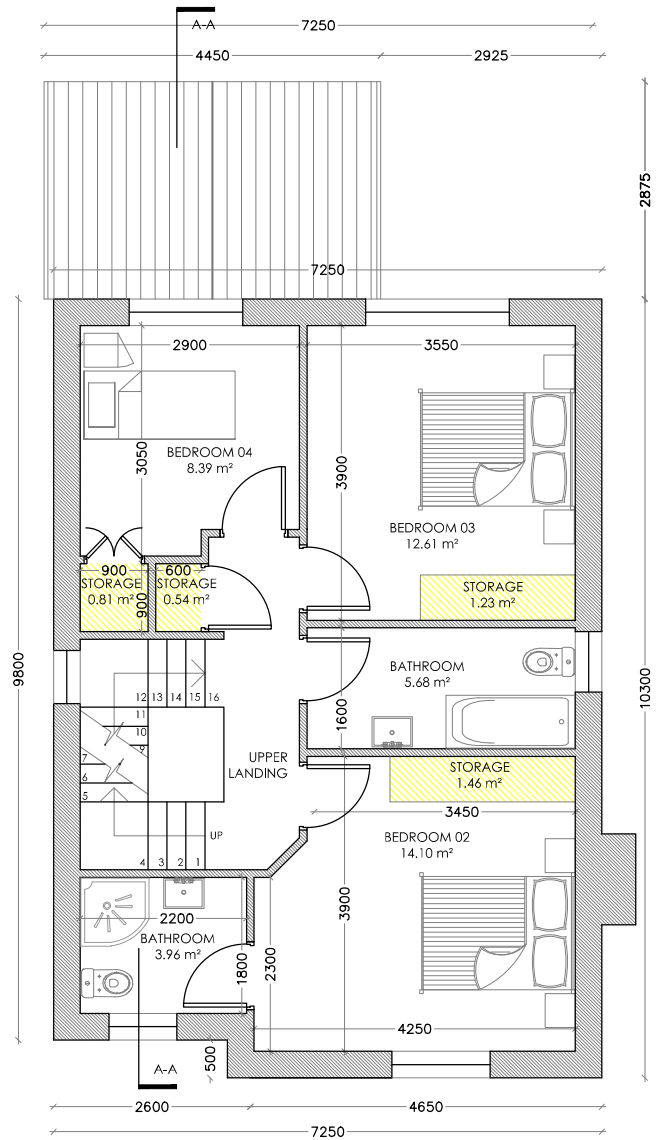 A-A
7250
4450
2925
2875
7250
2900
3550
3050
BEDROOM 04
8.39 m²
3900
BEDROOM 03
12.61 m²
900
600
STORAGE
0.81 m²
STORAGE
0.54 m²
900
STORAGE
1.23 m²
9800
10300
BATHROOM
5.68 m²
1600
12
13
14
15
16
11
10
9
7
6
5
UPPER
LANDING
UP
4
3
2
1
STORAGE
1.46 m²
3450
BEDROOM 02
14.10 m²
3900
2200
BATHROOM
3.96 m²
1800
2300
4250
500
A-A
2600
4650
7250